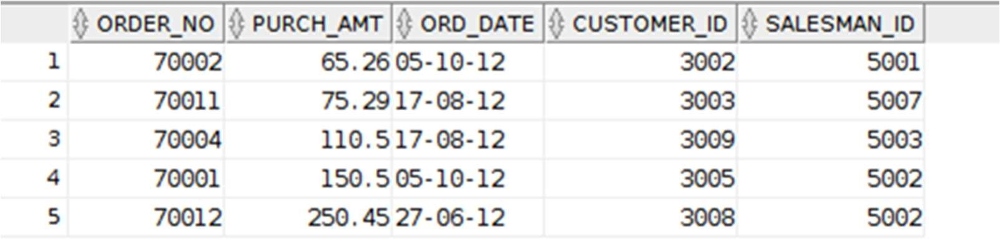 ORDER_NO PURCH_AMT ORD_DATE CUSTOMER_ID SALESMAN_ID
1 70002 65.26 05-10-12 3002 5001
2 70011 75.29 17-08-12 3003 5007
3 70004 110.5 17-08-12 3009 5003
4 70001 150.5 05-10-12 3005 5002
5 70012 250.45 27-06-12 3008 5002